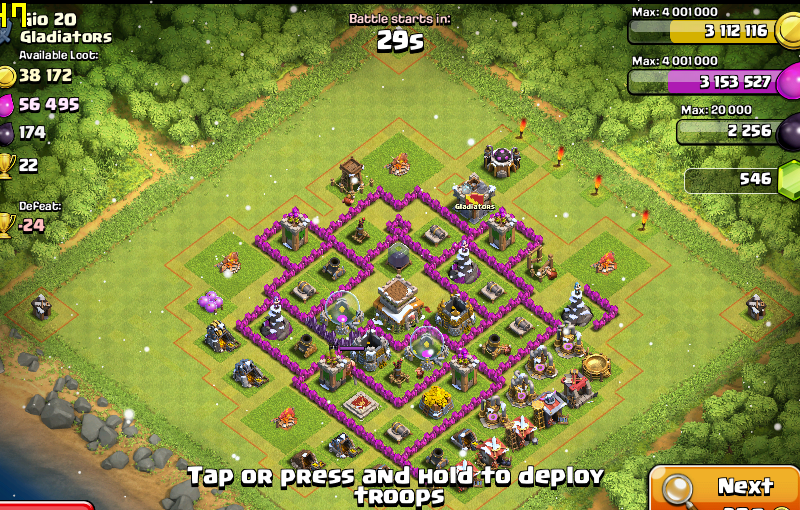 47
Gio 20
Gladiators
Available Loot:
38 172
56 495
174
22
Defeat:
-24
Battle starts in:
29s
Max: 4 001 000
3 112 116
Max: 4 001 000
3 153 527
Max: 20 000
2 256
546
Gladiators
Tap or press and hold to deploy
troops
Next